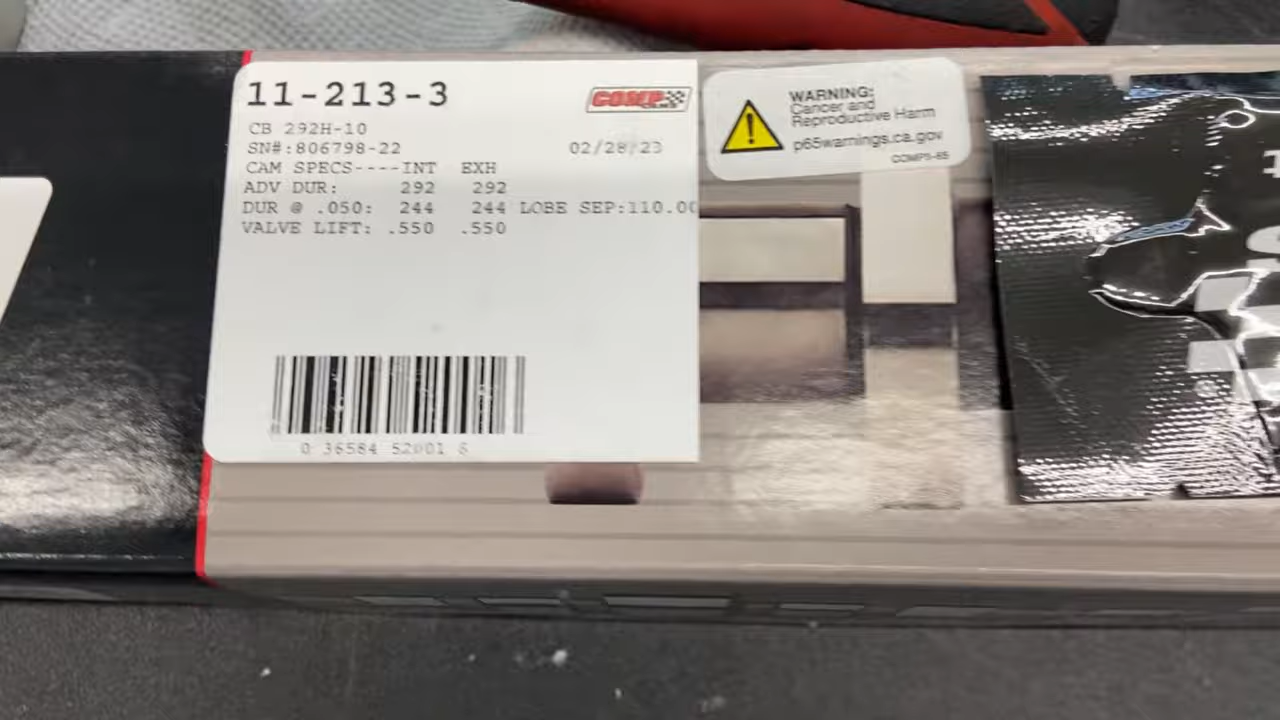 11-213-3
COMP
CB 292H-10
SN#:806798-22 02/28/23
CAM SPECS----INT EXH
ADV DUR: 292 292
DUR @ .050: 244 244 LOBE SEP:110.00
VALVE LIFT: .550 .550
0 36584 52001 6
WARNING:
Cancer and
Reproductive Harm
p65warnings.ca.gov
COMP5-65